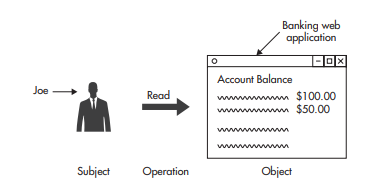 Banking web
application
Joe
Read
Account Balance
$100.00
$50.00
Subject
Operation
Object